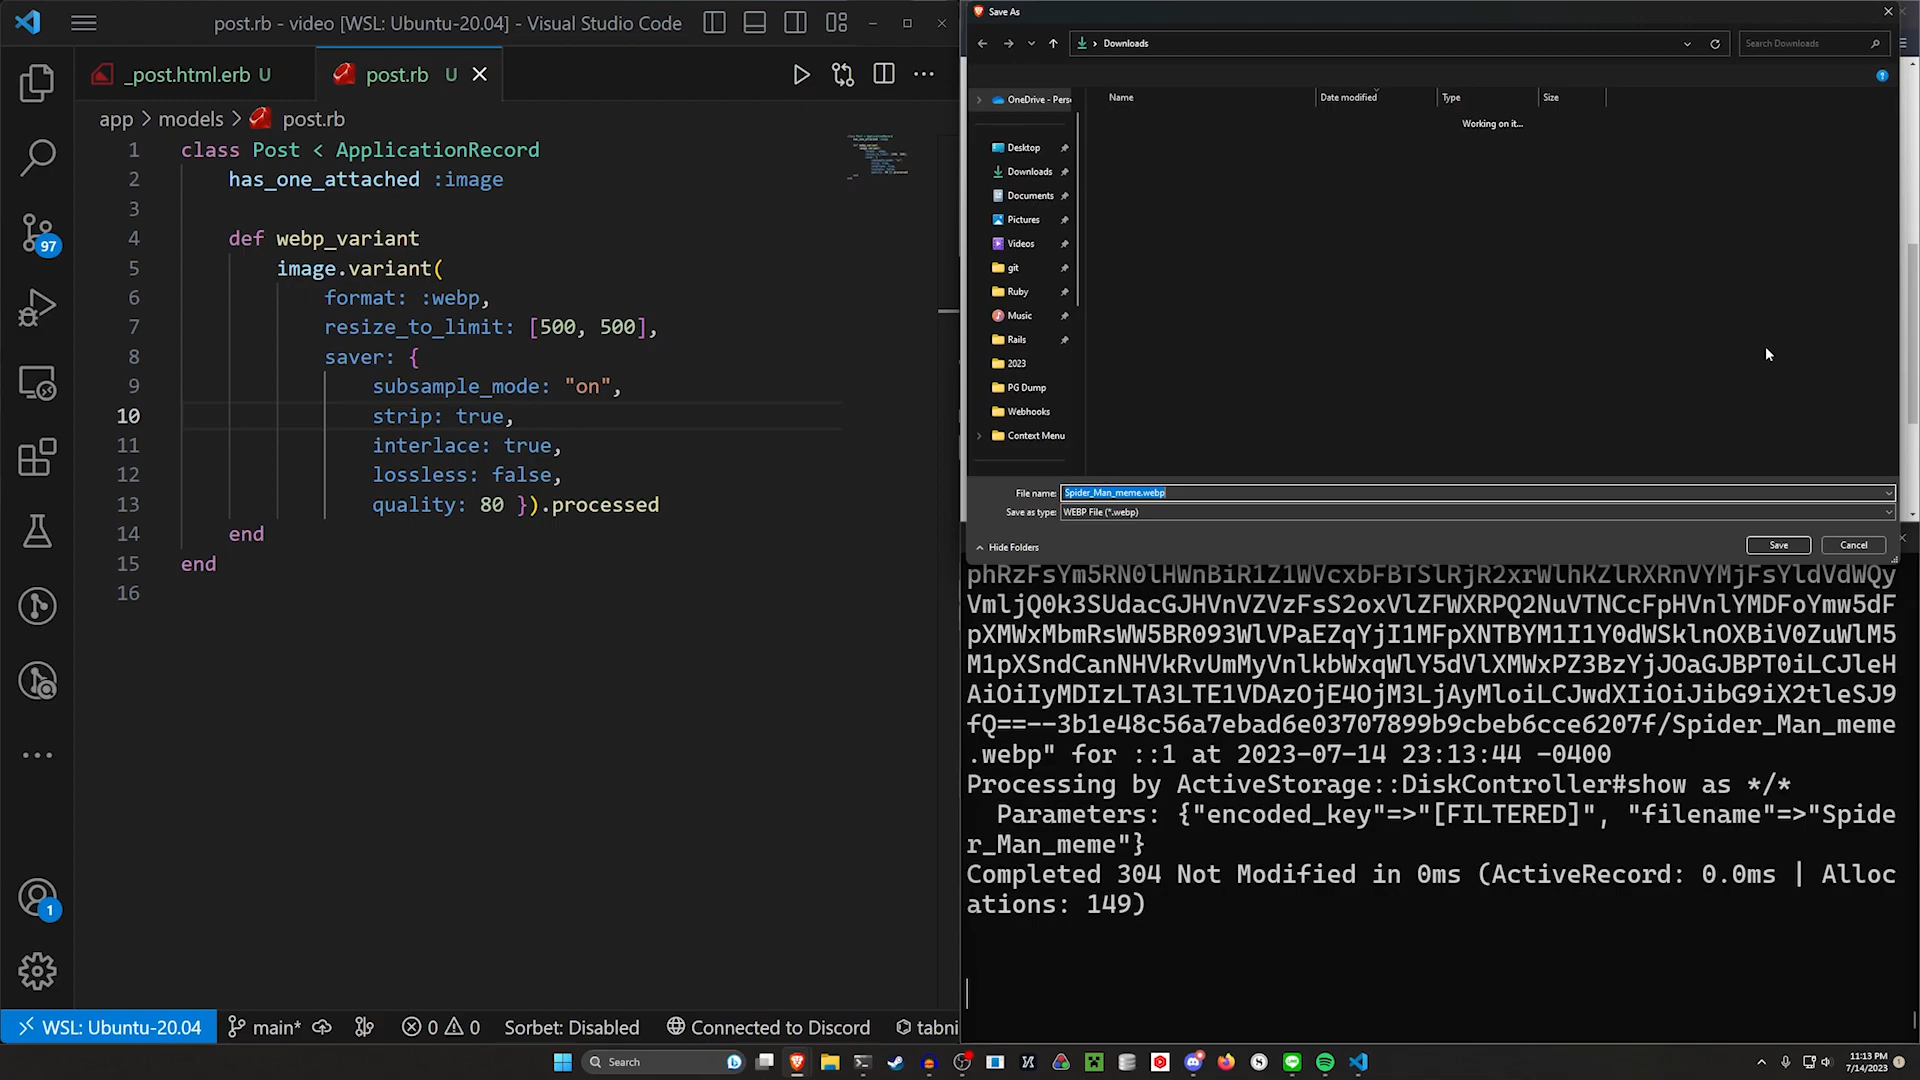 post.rb - video [WSL: Ubuntu-20.04] - Visual Studio Code
_post.html.erb U
post.rb U
app > models > post.rb
1 class Post < ApplicationRecord
2 has_one_attached :image
3
4 def webp_variant
5 image.variant(
6 format: :webp,
7 resize_to_limit: [500, 500],
8 saver: {
9 subsample_mode: "on",
10 strip: true,
11 interlace: true,
12 lossless: false,
13 quality: 80 }).processed
14 end
15 end
16
97
1
WSL: Ubuntu-20.04
main*
0 0
Sorbet: Disabled
Connected to Discord
tabni
Save As
Downloads
Search Downloads
Name
Date modified
Type
Size
Working on it...
OneDrive - Pers
Desktop
Downloads
Documents
Pictures
Videos
git
Ruby
Music
Rails
2023
PG Dump
Webhooks
Context Menu
File name: Spider_Man_meme.webp
Save as type: WEBP File (*.webp)
Hide Folders
Save
Cancel
VmljQ0k3SUdacGJHVnVZVzFsS2oxVlZFWXRPQ2NuVTNCcFpHVnlYMDFoYmw5dF
pXMWxMbmRsWW5BR093WlVPaEZqYjI1MFpXNTBYM1I1Y0dWSklnOXBiV0ZuWlM5
M1pXSndCanNHVkRvUmMyVnlkbWxqWlY5dVlXMWxPZ3BzYjJOaGJBPT0iLCJleH
AiOiIyMDIzLTA3LTE1VDAzOjE4OjM3LjAyMloiLCJwdXIiOiJibG9iX2tleSJ9
fQ==--3b1e48c56a7ebad6e03707899b9cbeb6cce6207f/Spider_Man_meme
.webp" for ::1 at 2023-07-14 23:13:44 -0400
Processing by ActiveStorage::DiskController#show as */*
Parameters: {"encoded_key"=>"[FILTERED]", "filename"=>"Spide
r_Man_meme"}
Completed 304 Not Modified in 0ms (ActiveRecord: 0.0ms | Alloc
ations: 149)
Search
11:13 PM
7/14/2023